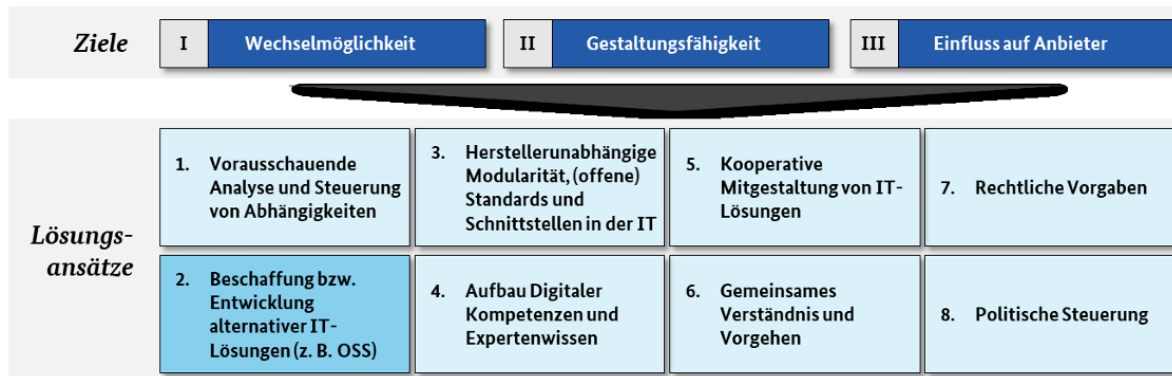 Ziele
I Wechselmöglichkeit
II Gestaltungsfähigkeit
III Einfluss auf Anbieter
Lösungs-
ansätze
1. Vorausschauende
Analyse und Steuerung
von Abhängigkeiten
3. Herstellerunabhängige
Modularität, (offene)
Standards und
Schnittstellen in der IT
5. Kooperative
Mitgestaltung von IT-
Lösungen
7. Rechtliche Vorgaben
2. Beschaffung bzw.
Entwicklung
alternativer IT-
Lösungen (z. B. OSS)
4. Aufbau Digitaler
Kompetenzen und
Expertenwissen
6. Gemeinsames
Verständnis und
Vorgehen
8. Politische Steuerung